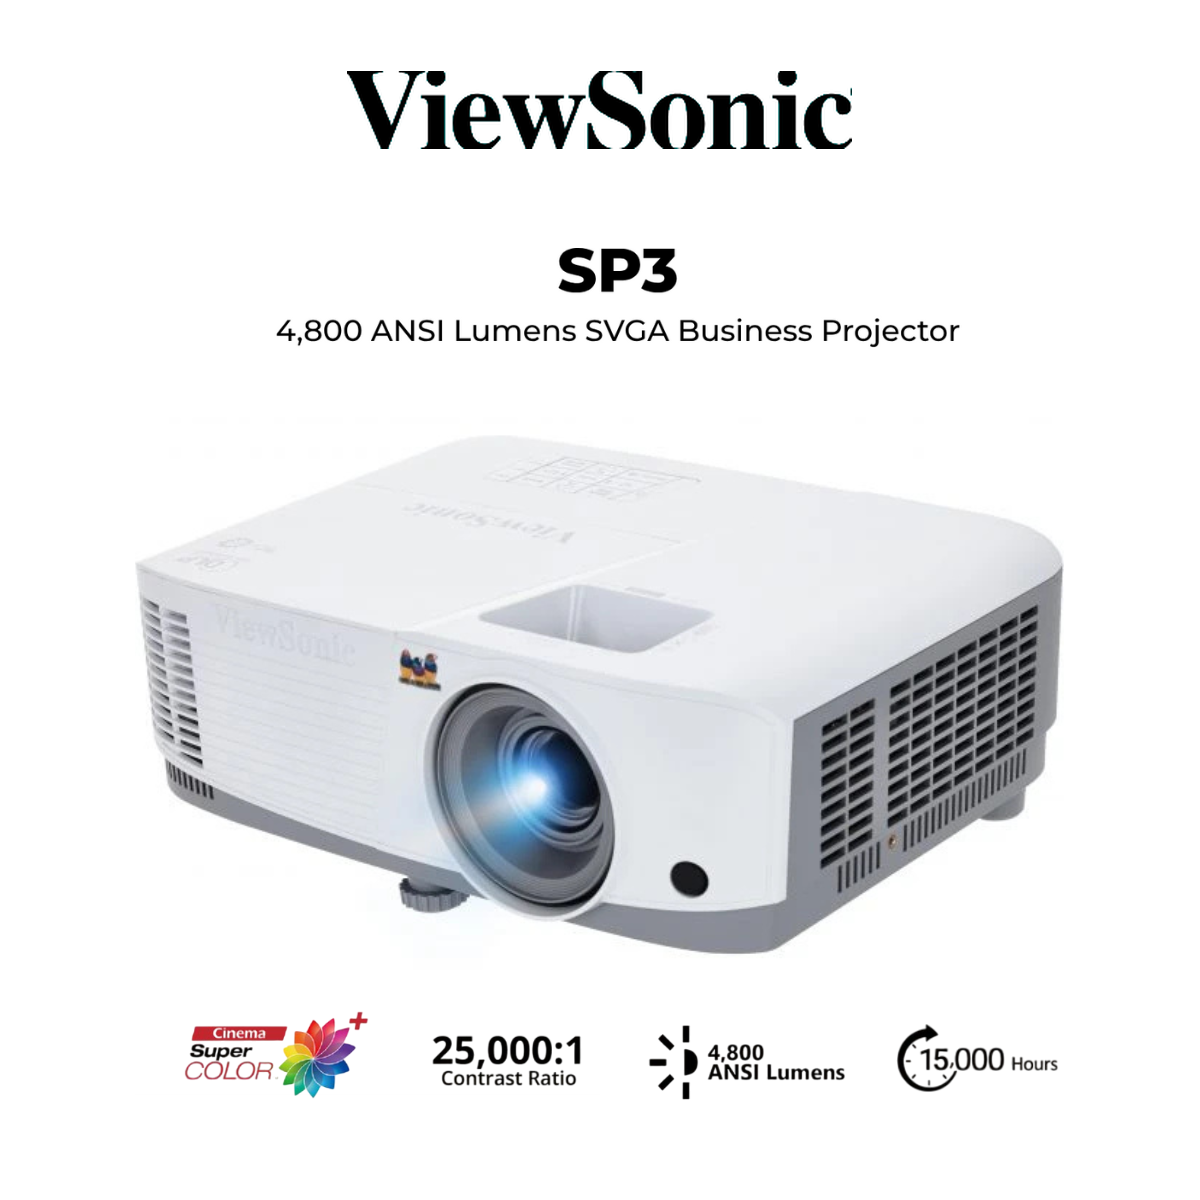 ViewSonic
SP3
4,800 ANSI Lumens SVGA Business Projector
ViewSonic
ViewSonic
DLP
Cinema
Super
COLOR
+
25,000:1
Contrast Ratio
4,800
ANSI Lumens
15,000 Hours